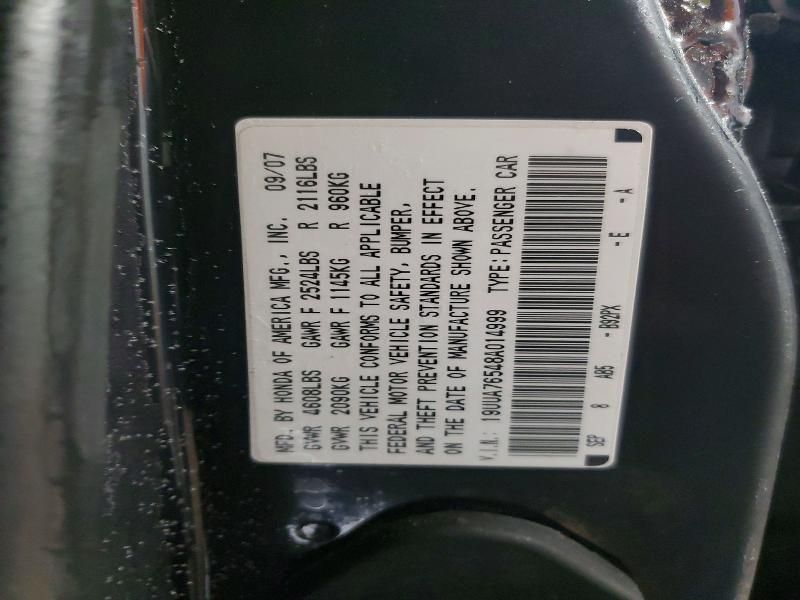 MFD. BY HONDA OF AMERICA MFG., INC. 09/07
GVWR 4608LBS GAWR F 2524LBS R 2116LBS
GVWR 2090KG GAWR F 1145KG R 960KG
THIS VEHICLE CONFORMS TO ALL APPLICABLE
FEDERAL MOTOR VEHICLE SAFETY, BUMPER,
AND THEFT PREVENTION STANDARDS IN EFFECT
ON THE DATE OF MANUFACTURE SHOWN ABOVE.
V.I.N.: 19UUA76548A014999 TYPE: PASSENGER CAR
SEP 8 AB5 - B92PX - E - A